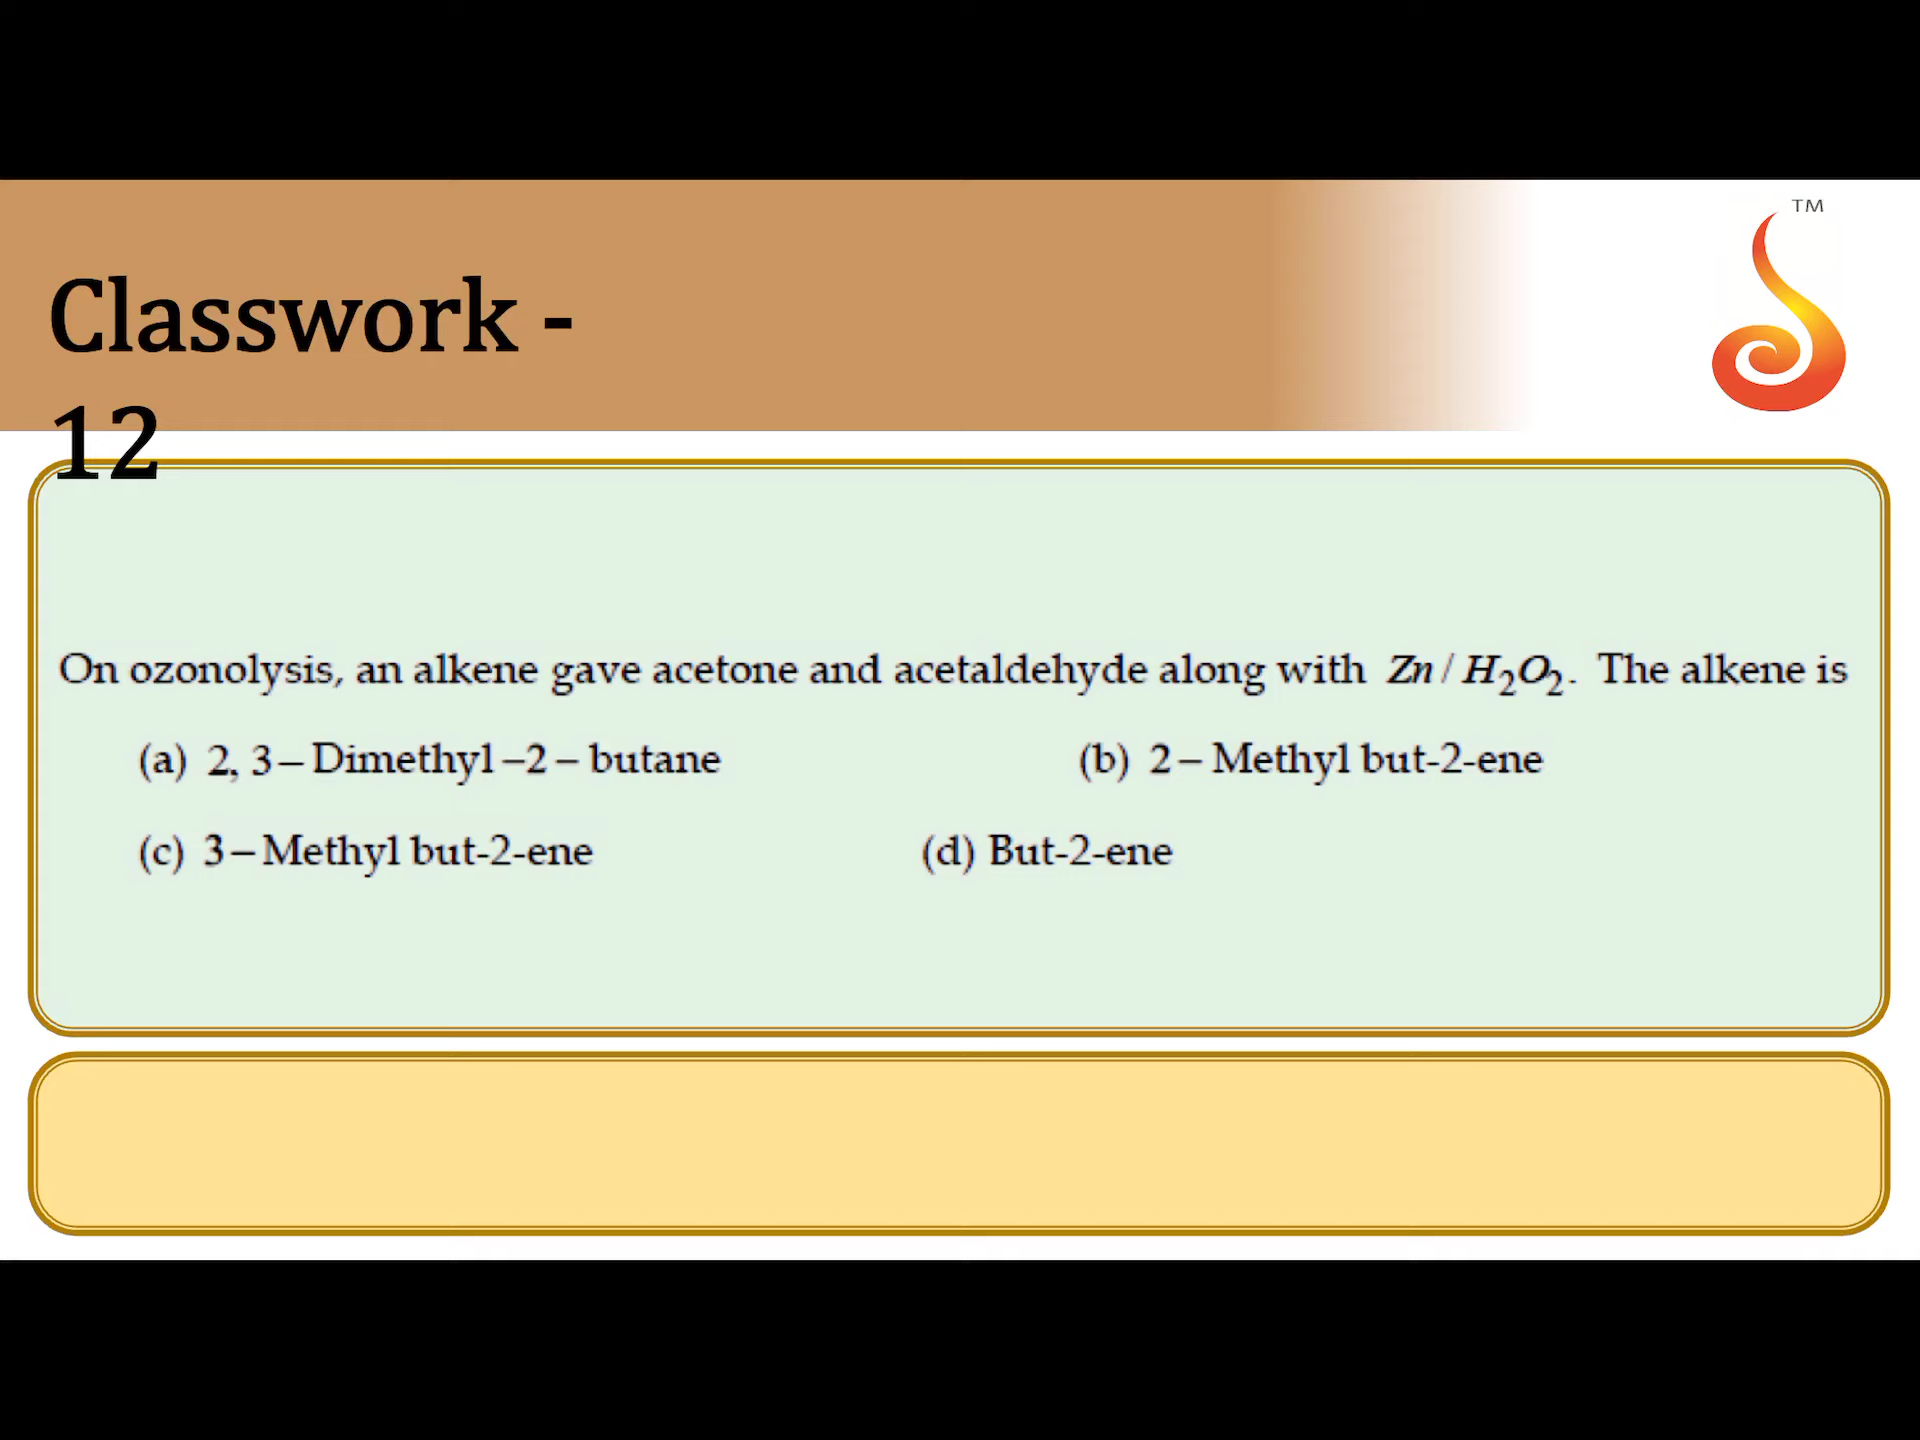 TM
Classwork -
12
On ozonolysis, an alkene gave acetone and acetaldehyde along with Zn / H₂O₂. The alkene is
(a) 2, 3 – Dimethyl –2 – butane (b) 2 – Methyl but-2-ene
(c) 3 – Methyl but-2-ene (d) But-2-ene